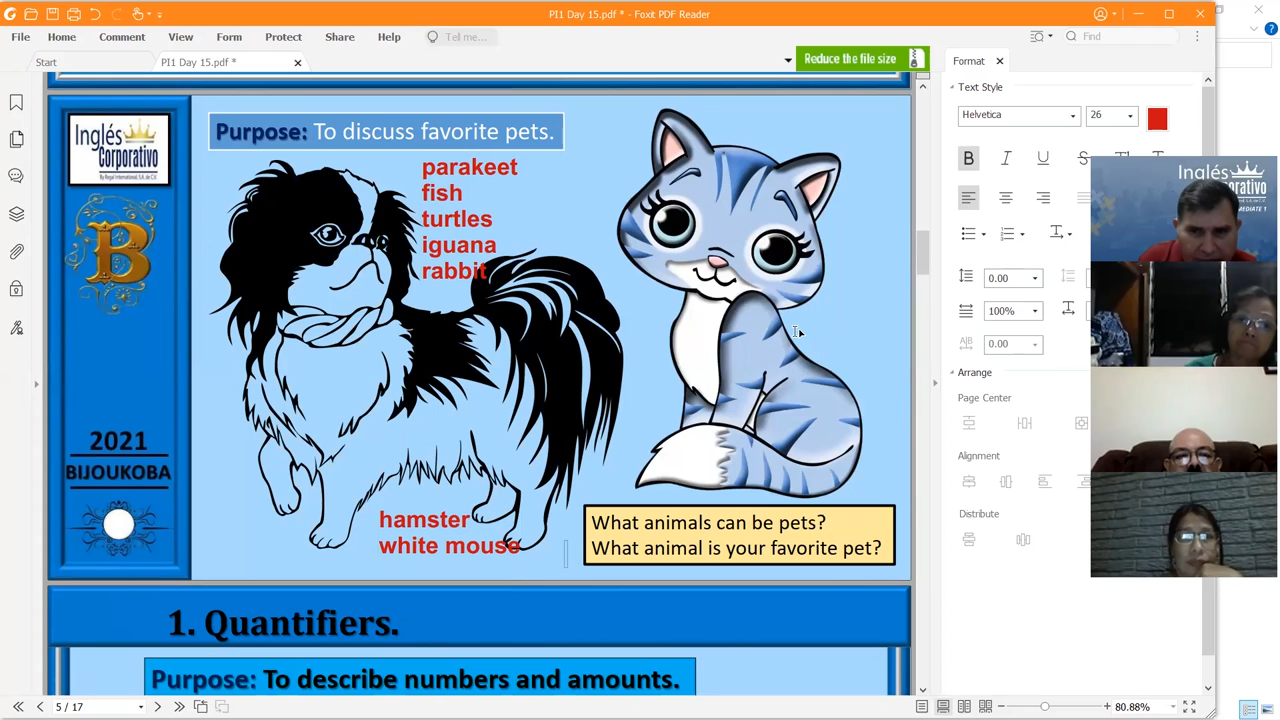 PI1 Day 15.pdf * - Foxit PDF Reader
File Home Comment View Form Protect Share Help Tell me... Find
Start PI1 Day 15.pdf * Reduce the file size
Format
Text Style
Helvetica 26
0.00
100%
0.00
Arrange
Page Center
Alignment
Distribute
Inglés
Corporativo
Purpose: To discuss favorite pets.
parakeet
fish
turtles
iguana
rabbit
B
2021
BIJOUKOBA
hamster
white mouse
What animals can be pets?
What animal is your favorite pet?
1. Quantifiers.
Purpose: To describe numbers and amounts.
Inglés
Corporativo
MEDIATE 1
5 / 17 80.88%